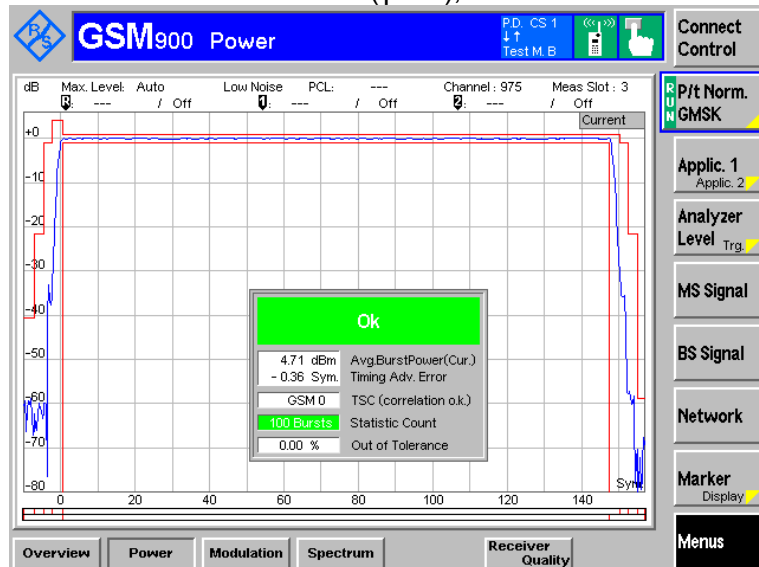 R&S GSM900 Power P.D. CS 1
↓↑
Test M. B
Connect
Control
dB Max. Level: Auto Low Noise PCL: --- Channel : 975 Meas Slot : 3
1: --- / Off --- / Off 2: --- / Off
Current
RUN
P/t Norm.
GMSK
Applic. 1
Applic. 2
Analyzer
Level Trg.
MS Signal
BS Signal
Network
Marker
Display
Menus
+0
-10
-20
-30
-40
-50
-60
-70
-80
Ok
4.71 dBm Avg.BurstPower(Cur.)
- 0.36 Sym. Timing Adv. Error
GSM 0 TSC (correlation o.k.)
100 Bursts Statistic Count
0.00 % Out of Tolerance
0 20 40 60 80 100 120 140
Overview Power Modulation Spectrum Receiver
Quality